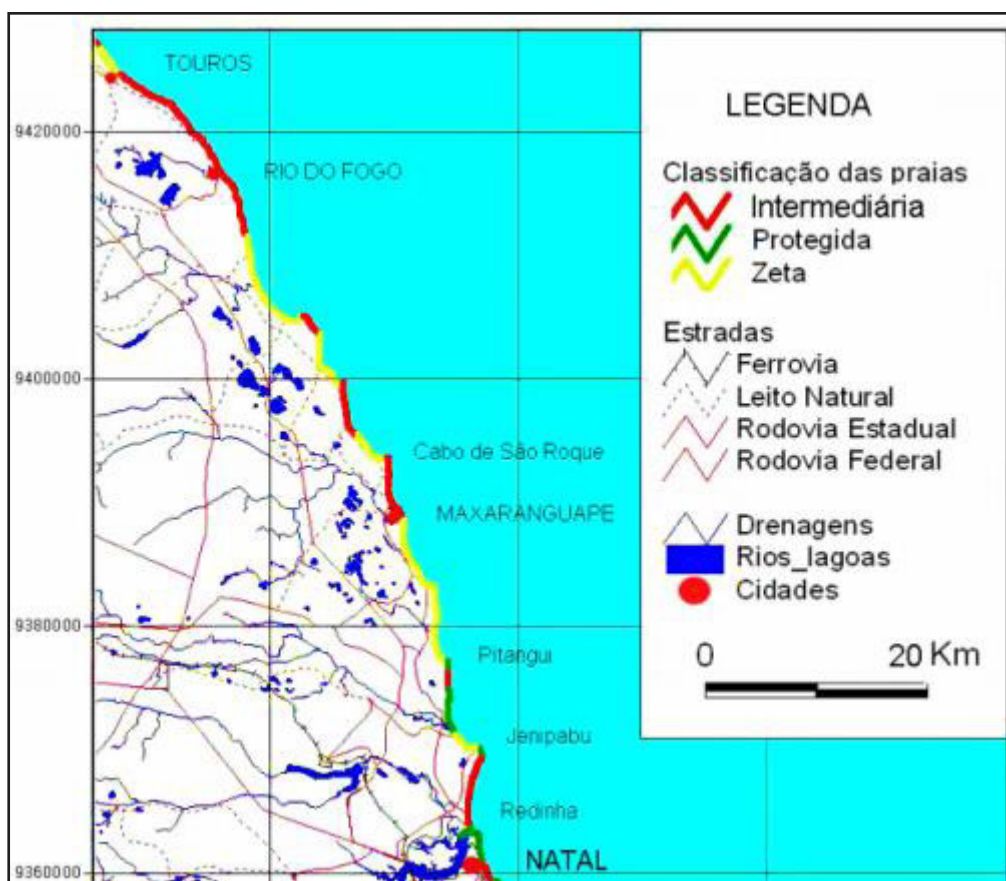 TOUROS
9420000
RIO DO FOGO
9400000
Cabo de São Roque
MAXARANGUAPE
9380000
Pitangui
Jenipabu
Redinha
NATAL
9360000
LEGENDA
Classificação das praias
Intermediária
Protegida
Zeta
Estradas
Ferrovia
Leito Natural
Rodovia Estadual
Rodovia Federal
Drenagens
Rios_lagoas
Cidades
0 20 Km